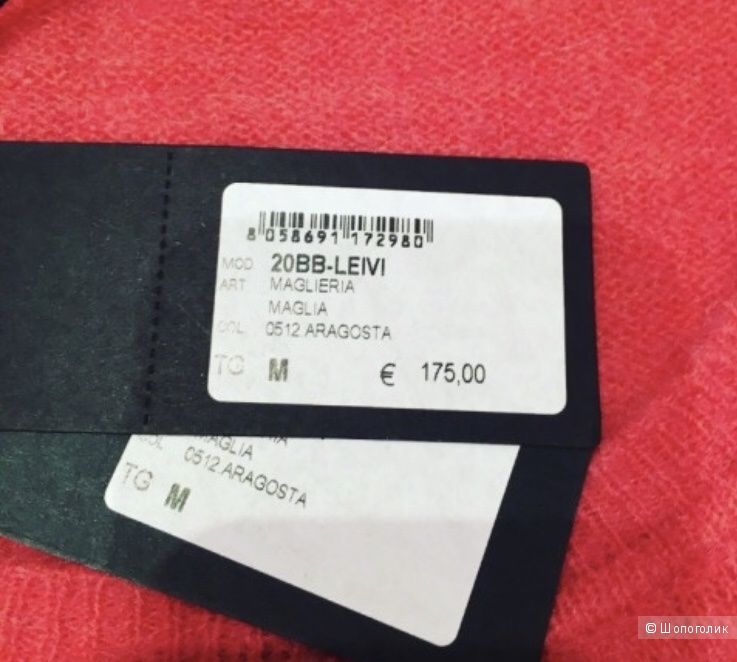 8 058691 172980
MOD 20BB-LEIVI
ART MAGLIERIA
MAGLIA
COL 0512 ARAGOSTA
TG M € 175,00
MAGLIA
COL 0512 ARAGOSTA
TG M
© Шопоголик